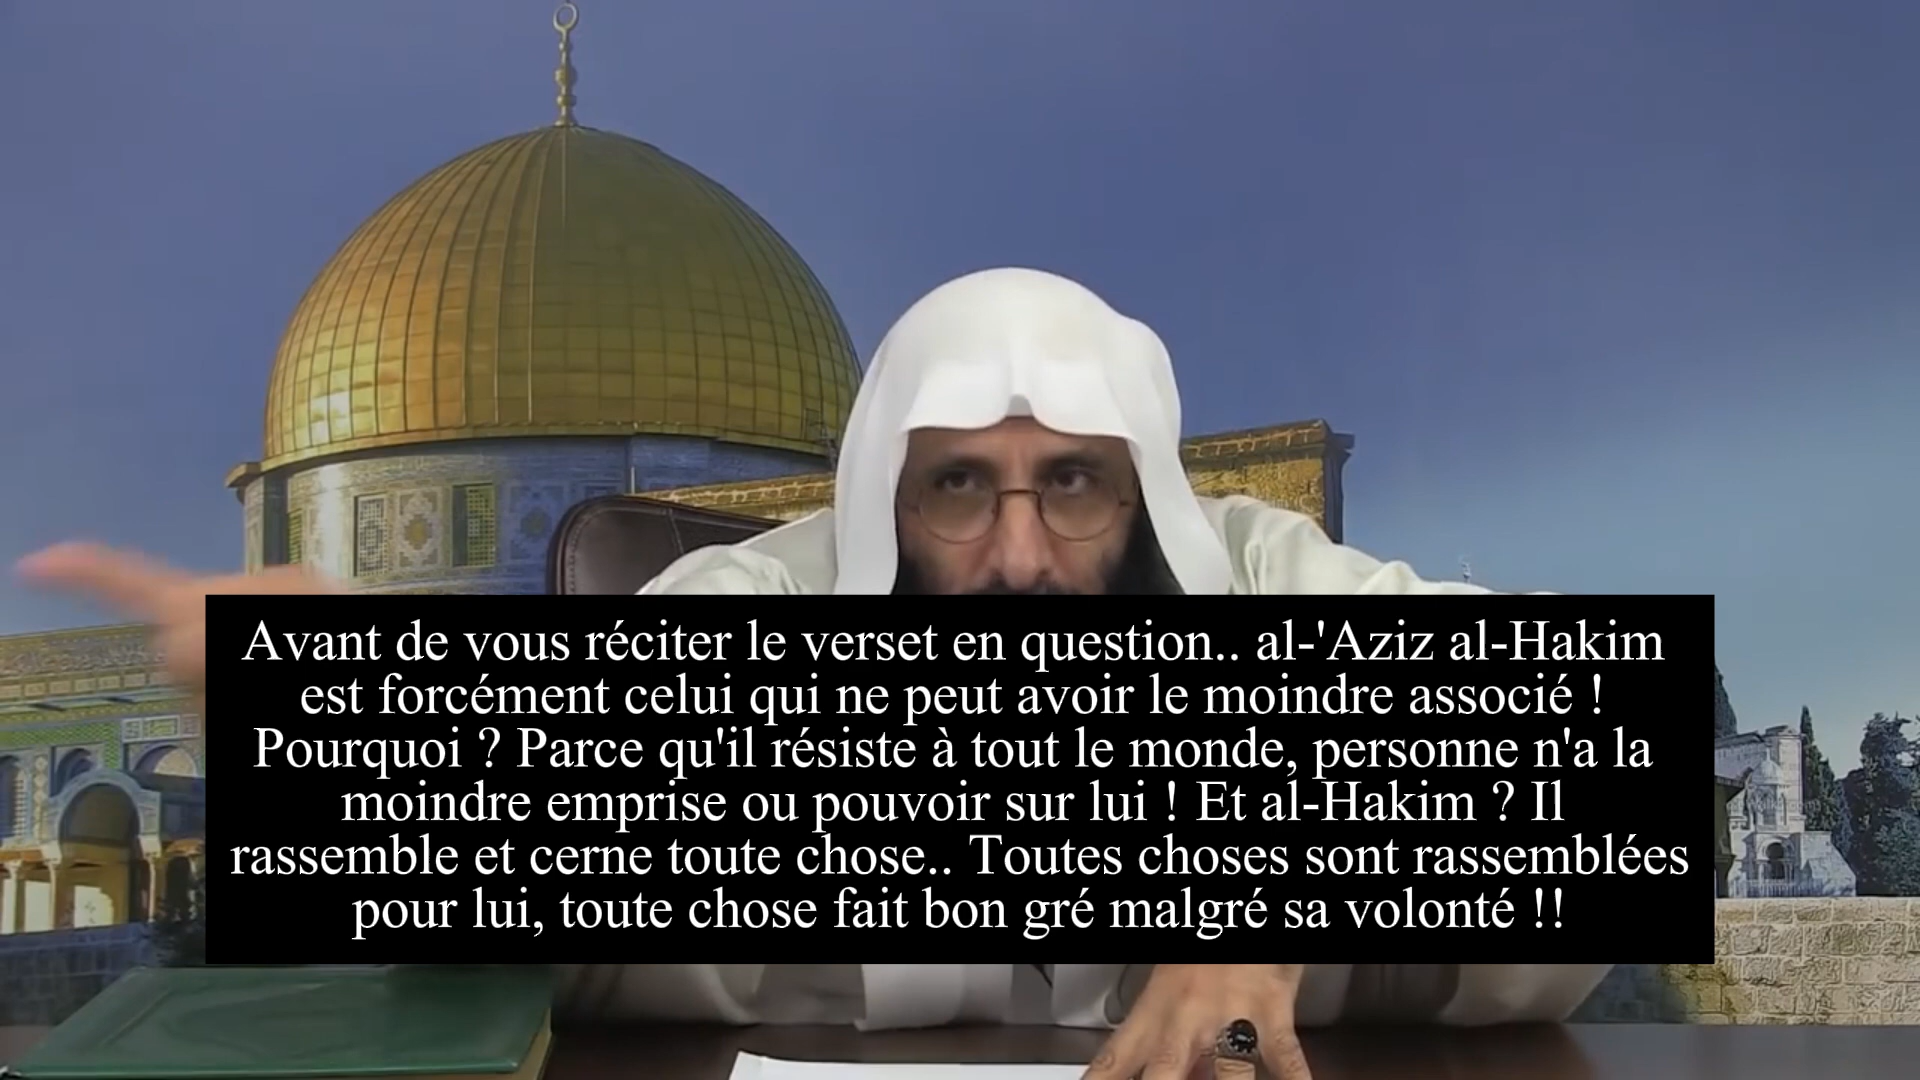 Avant de vous réciter le verset en question.. al-'Aziz al-Hakim
est forcément celui qui ne peut avoir le moindre associé !
Pourquoi ? Parce qu'il résiste à tout le monde, personne n'a la
moindre emprise ou pouvoir sur lui ! Et al-Hakim ? Il
rassemble et cerne toute chose.. Toutes choses sont rassemblées
pour lui, toute chose fait bon gré malgré sa volonté !!